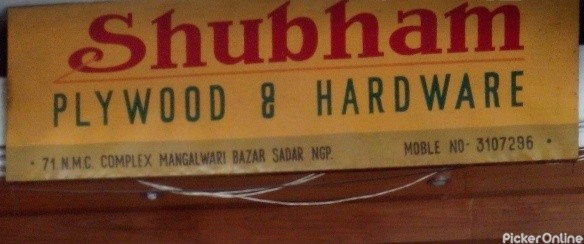 Shubham
PLYWOOD & HARDWARE
• 71.N.M.C. COMPLEX MANGALWARI BAZAR SADAR NGP. MOBLE NO- 3107296 •
PickerOnline